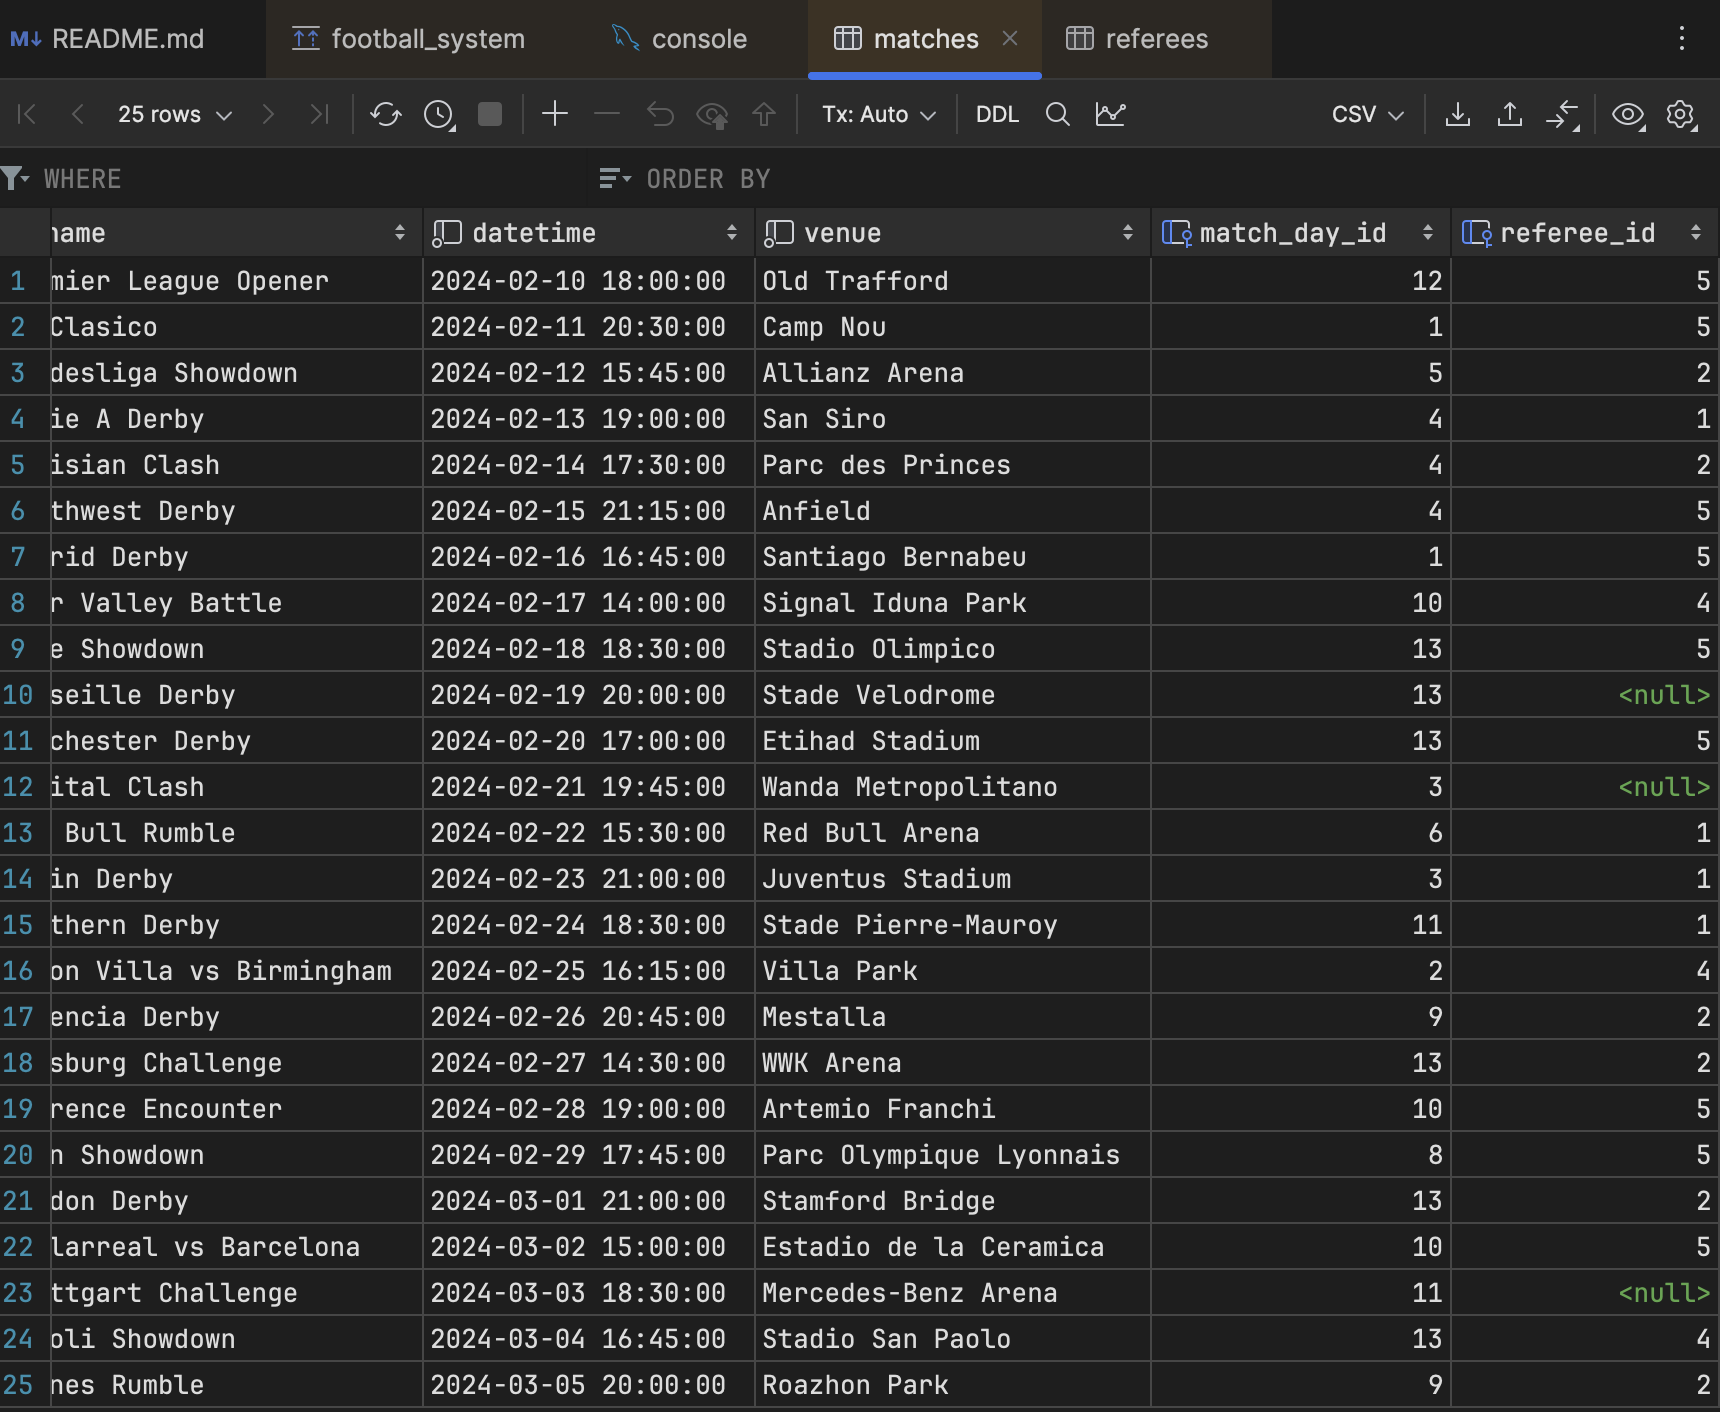 README.md football_system console matches referees
25 rows Tx: Auto DDL CSV
WHERE ORDER BY
name datetime venue match_day_id referee_id
1 mier League Opener 2024-02-10 18:00:00 Old Trafford 12 5
2 Clasico 2024-02-11 20:30:00 Camp Nou 1 5
3 desliga Showdown 2024-02-12 15:45:00 Allianz Arena 5 2
4 ie A Derby 2024-02-13 19:00:00 San Siro 4 1
5 isian Clash 2024-02-14 17:30:00 Parc des Princes 4 2
6 thwest Derby 2024-02-15 21:15:00 Anfield 4 5
7 rid Derby 2024-02-16 16:45:00 Santiago Bernabeu 1 5
8 r Valley Battle 2024-02-17 14:00:00 Signal Iduna Park 10 4
9 e Showdown 2024-02-18 18:30:00 Stadio Olimpico 13 5
10 seille Derby 2024-02-19 20:00:00 Stade Velodrome 13 <null>
11 chester Derby 2024-02-20 17:00:00 Etihad Stadium 13 5
12 ital Clash 2024-02-21 19:45:00 Wanda Metropolitano 3 <null>
13 Bull Rumble 2024-02-22 15:30:00 Red Bull Arena 6 1
14 in Derby 2024-02-23 21:00:00 Juventus Stadium 3 1
15 thern Derby 2024-02-24 18:30:00 Stade Pierre-Mauroy 11 1
16 on Villa vs Birmingham 2024-02-25 16:15:00 Villa Park 2 4
17 encia Derby 2024-02-26 20:45:00 Mestalla 9 2
18 sburg Challenge 2024-02-27 14:30:00 WWK Arena 13 2
19 rence Encounter 2024-02-28 19:00:00 Artemio Franchi 10 5
20 n Showdown 2024-02-29 17:45:00 Parc Olympique Lyonnais 8 5
21 don Derby 2024-03-01 21:00:00 Stamford Bridge 13 2
22 larreal vs Barcelona 2024-03-02 15:00:00 Estadio de la Ceramica 10 5
23 ttgart Challenge 2024-03-03 18:30:00 Mercedes-Benz Arena 11 <null>
24 oli Showdown 2024-03-04 16:45:00 Stadio San Paolo 13 4
25 nes Rumble 2024-03-05 20:00:00 Roazhon Park 9 2